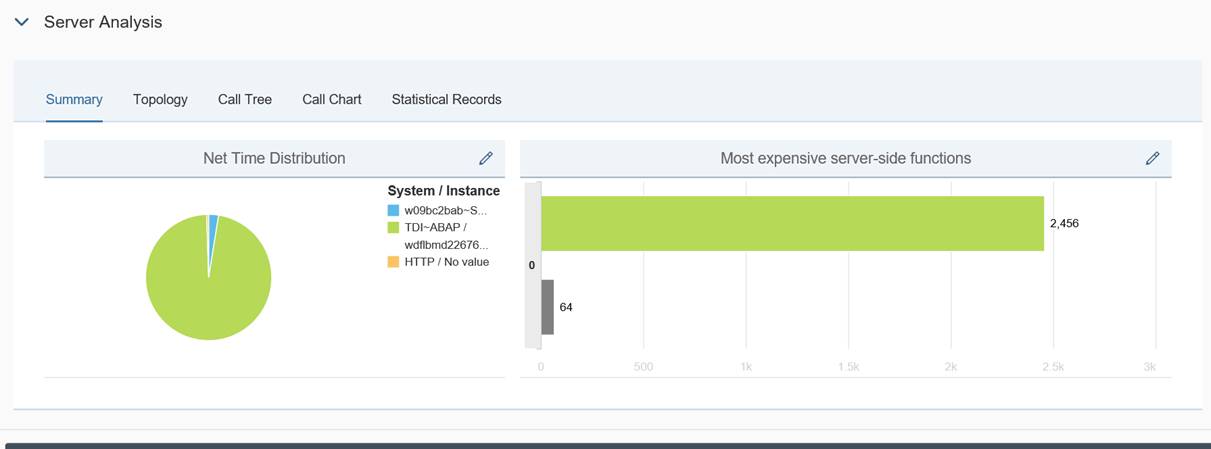 Server Analysis
Summary Topology Call Tree Call Chart Statistical Records
Net Time Distribution
System / Instance
w09bc2bab~S...
TDI~ABAP /
wdflbmd22676...
HTTP / No value
Most expensive server-side functions
2,456
0
64
0 500 1k 1.5k 2k 2.5k 3k